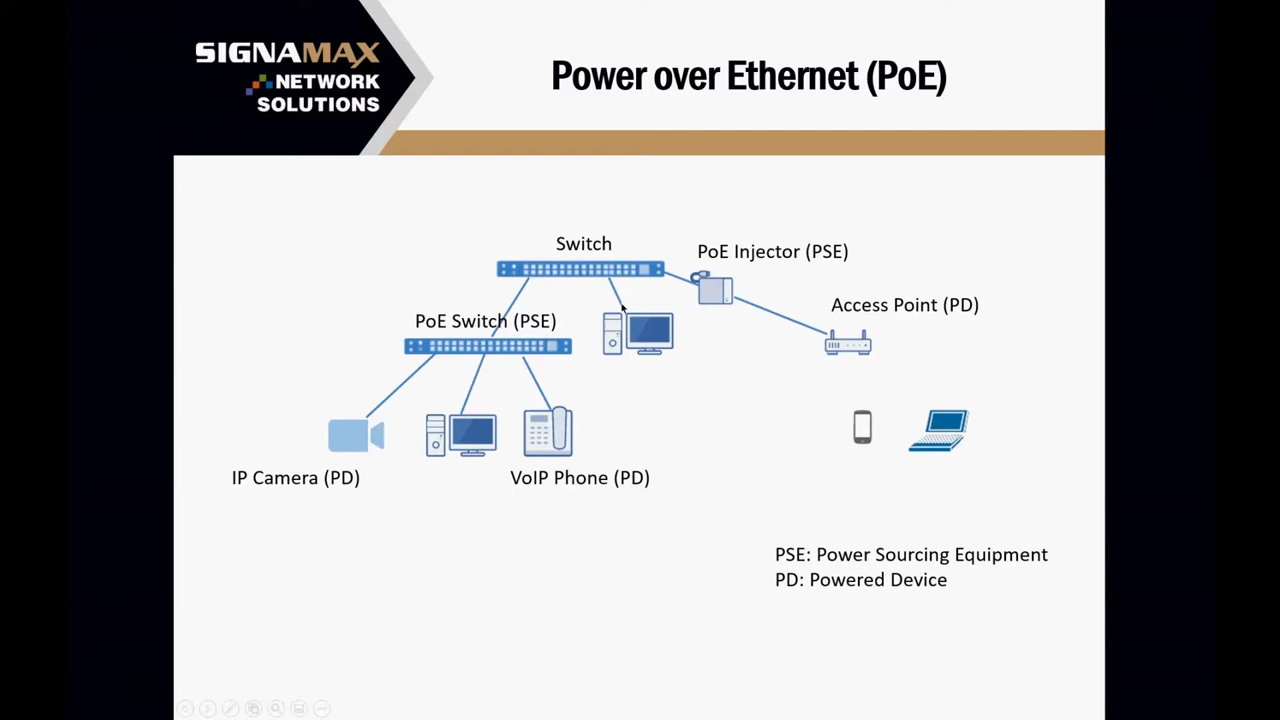 SIGNAMAX
NETWORK
SOLUTIONS
Power over Ethernet (PoE)
Switch
PoE Injector (PSE)
Access Point (PD)
PoE Switch (PSE)
IP Camera (PD)
VoIP Phone (PD)
PSE: Power Sourcing Equipment
PD: Powered Device